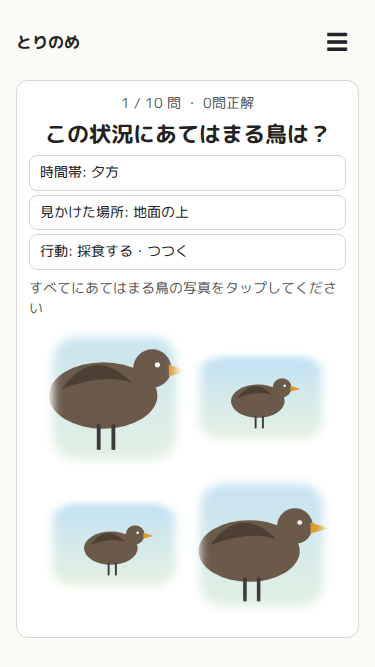 とりのめ
1 / 10 問 ・ 0問正解
この状況にあてはまる鳥は？
時間帯: 夕方
見かけた場所: 地面の上
行動: 採食する・つつく
すべてにあてはまる鳥の写真をタップしてくださ
い